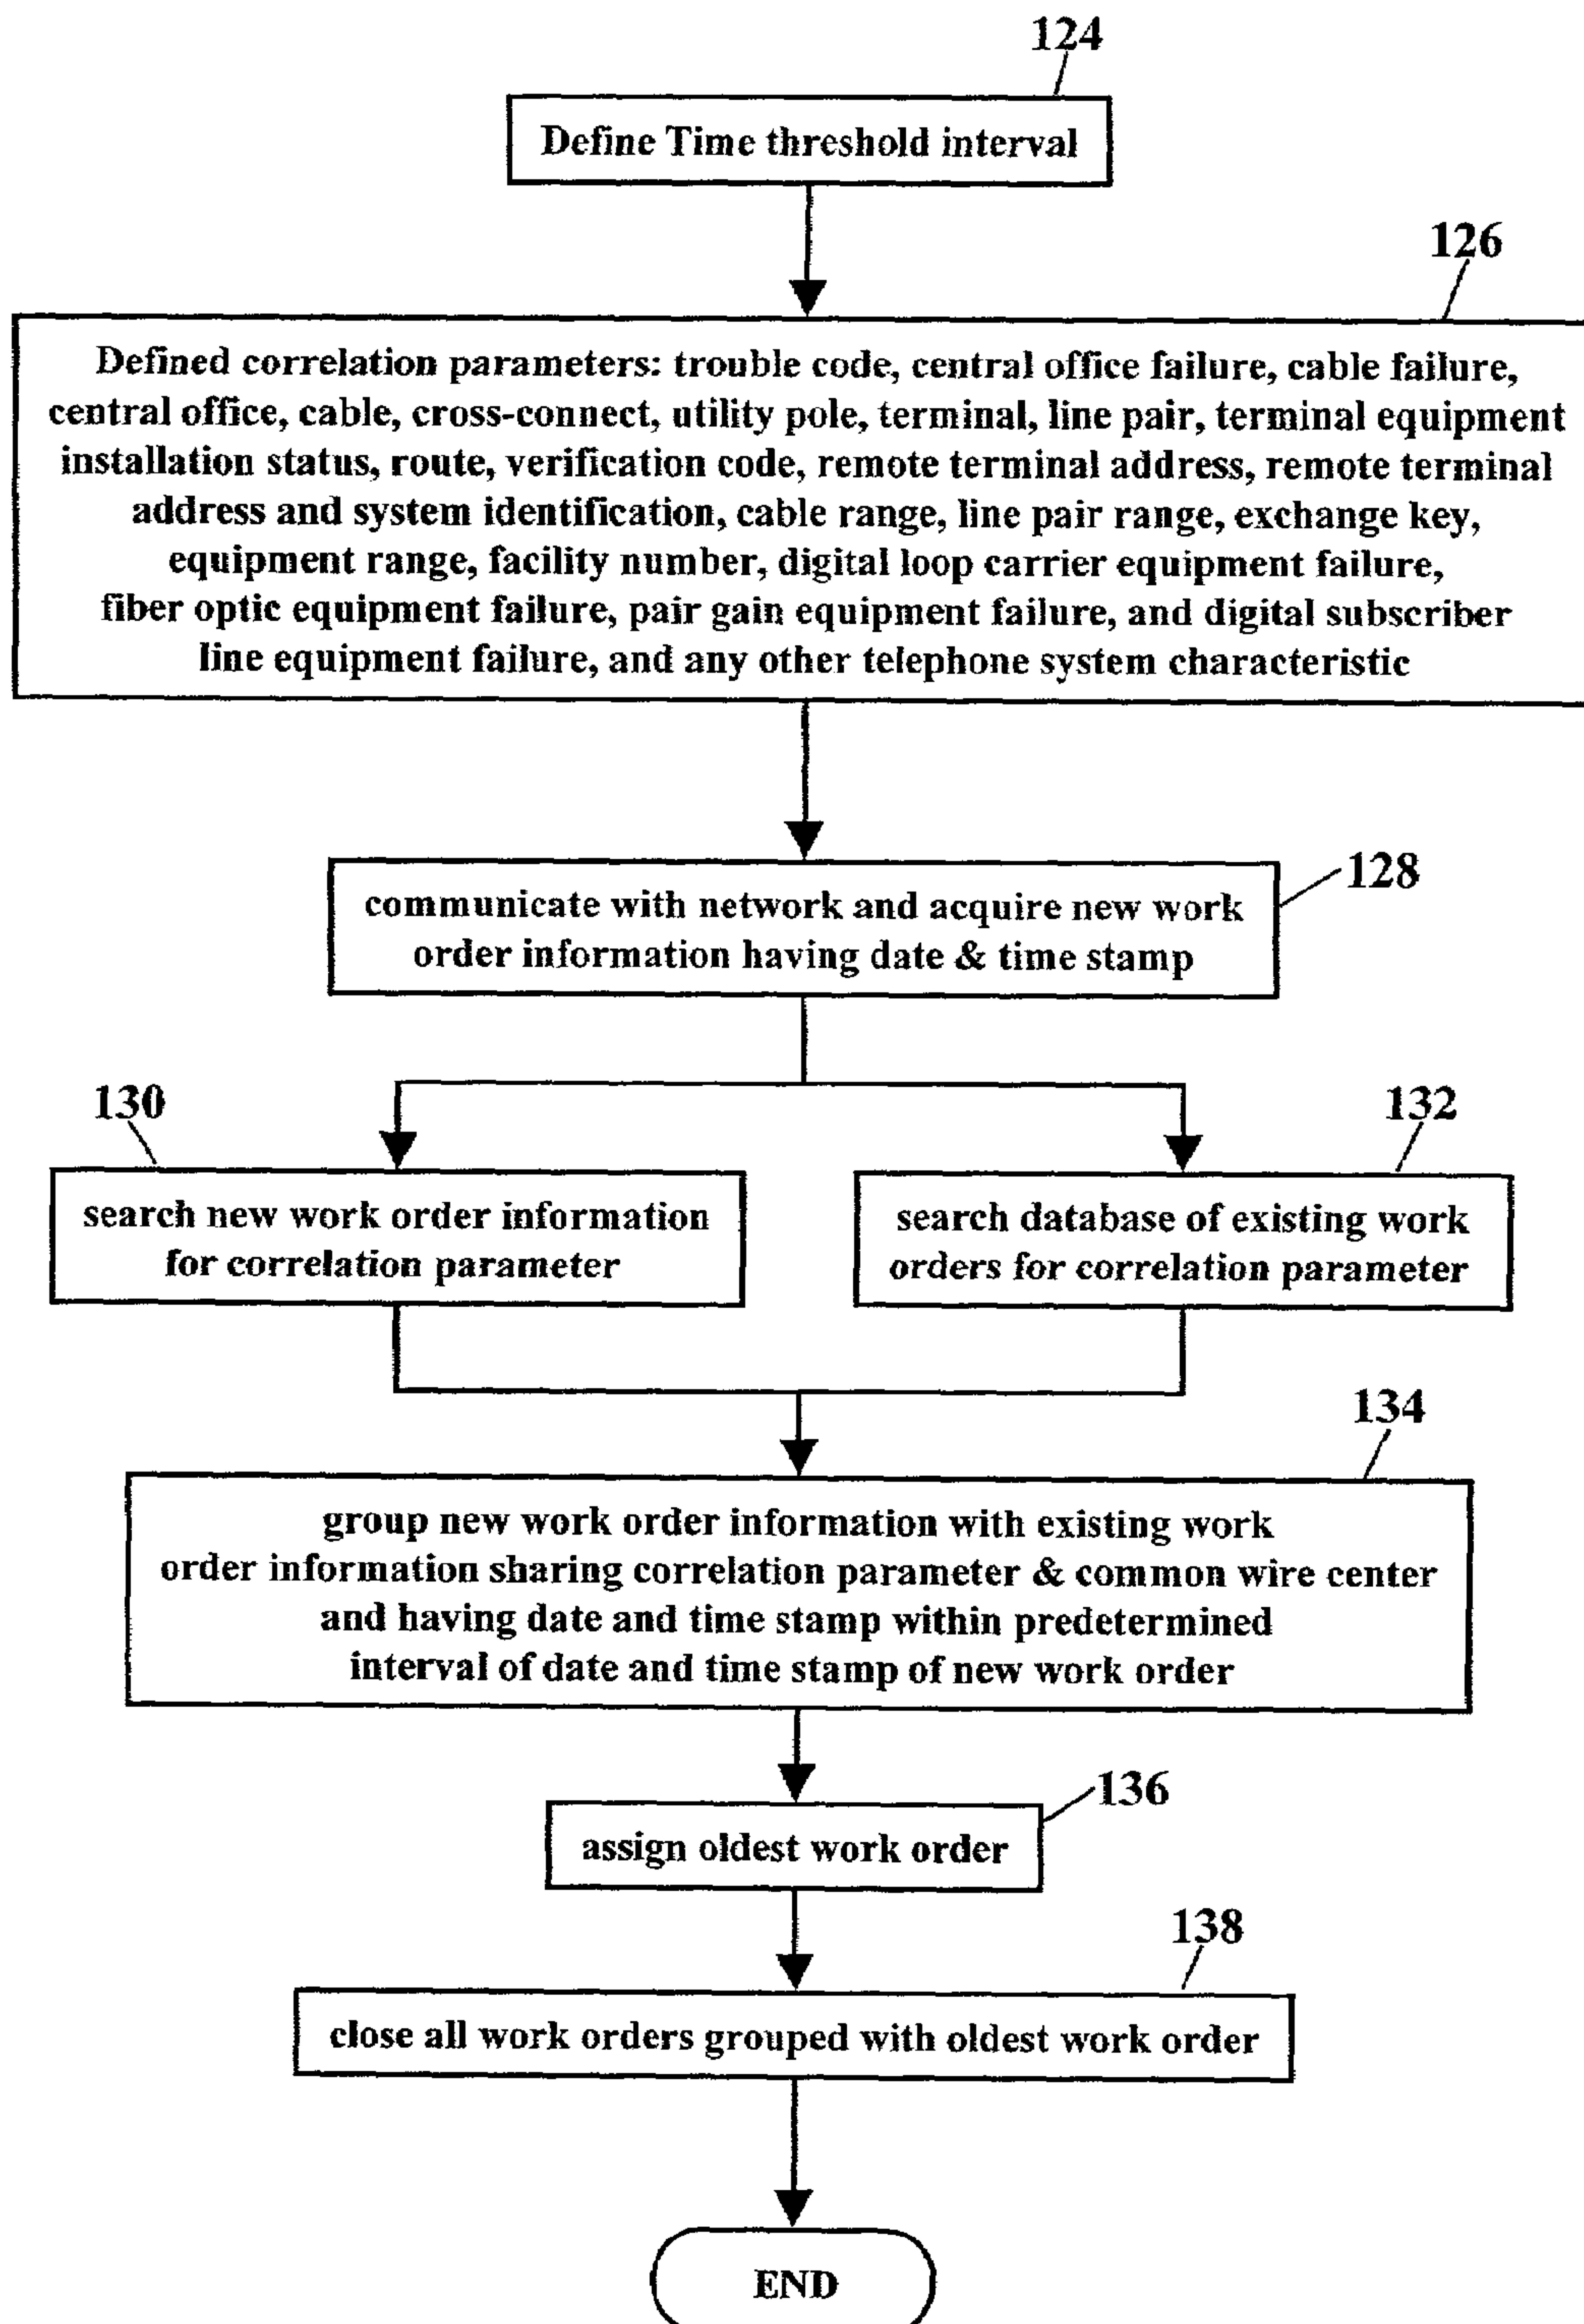 124
Define Time threshold interval
126
Defined correlation parameters: trouble code, central office failure, cable failure,
central office, cable, cross-connect, utility pole, terminal, line pair, terminal equipment
installation status, route, verification code, remote terminal address, remote terminal
address and system identification, cable range, line pair range, exchange key,
equipment range, facility number, digital loop carrier equipment failure,
fiber optic equipment failure, pair gain equipment failure, and digital subscriber
line equipment failure, and any other telephone system characteristic
128
communicate with network and acquire new work
order information having date & time stamp
130
search new work order information
for correlation parameter
132
search database of existing work
orders for correlation parameter
134
group new work order information with existing work
order information sharing correlation parameter & common wire center
and having date and time stamp within predetermined
interval of date and time stamp of new work order
136
assign oldest work order
138
close all work orders grouped with oldest work order
END